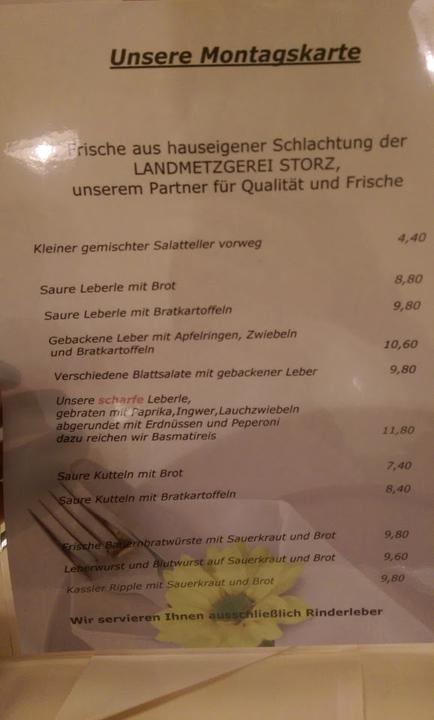 Unsere Montagskarte
Frische aus hauseigener Schlachtung der
LANDMETZGEREI STORZ,
unserem Partner für Qualität und Frische
Kleiner gemischter Salatteller vorweg 4,40
Saure Leberle mit Brot 8,80
Saure Leberle mit Bratkartoffeln 9,80
Gebackene Leber mit Apfelringen, Zwiebeln
und Bratkartoffeln 10,60
Verschiedene Blattsalate mit gebackener Leber 9,80
Unsere scharfe Leberle,
gebraten mit Paprika,Ingwer,Lauchzwiebeln
abgerundet mit Erdnüssen und Peperoni
dazu reichen wir Basmatireis 11,80
Saure Kutteln mit Brot 7,40
Saure Kutteln mit Bratkartoffeln 8,40
Frische Bauernbratwürste mit Sauerkraut und Brot 9,80
Leberwurst und Blutwurst auf Sauerkraut und Brot 9,60
Kassler Ripple mit Sauerkraut und Brot 9,80
Wir servieren Ihnen ausschließlich Rinderleber